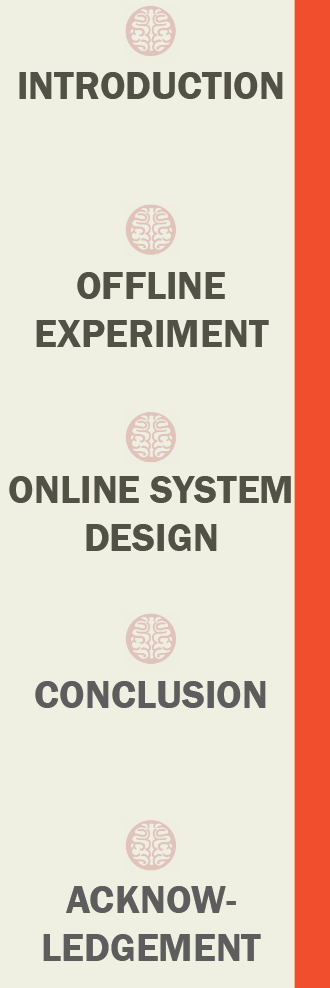 INTRODUCTION
OFFLINE
EXPERIMENT
ONLINE SYSTEM
DESIGN
CONCLUSION
ACKNOW-
LEDGEMENT